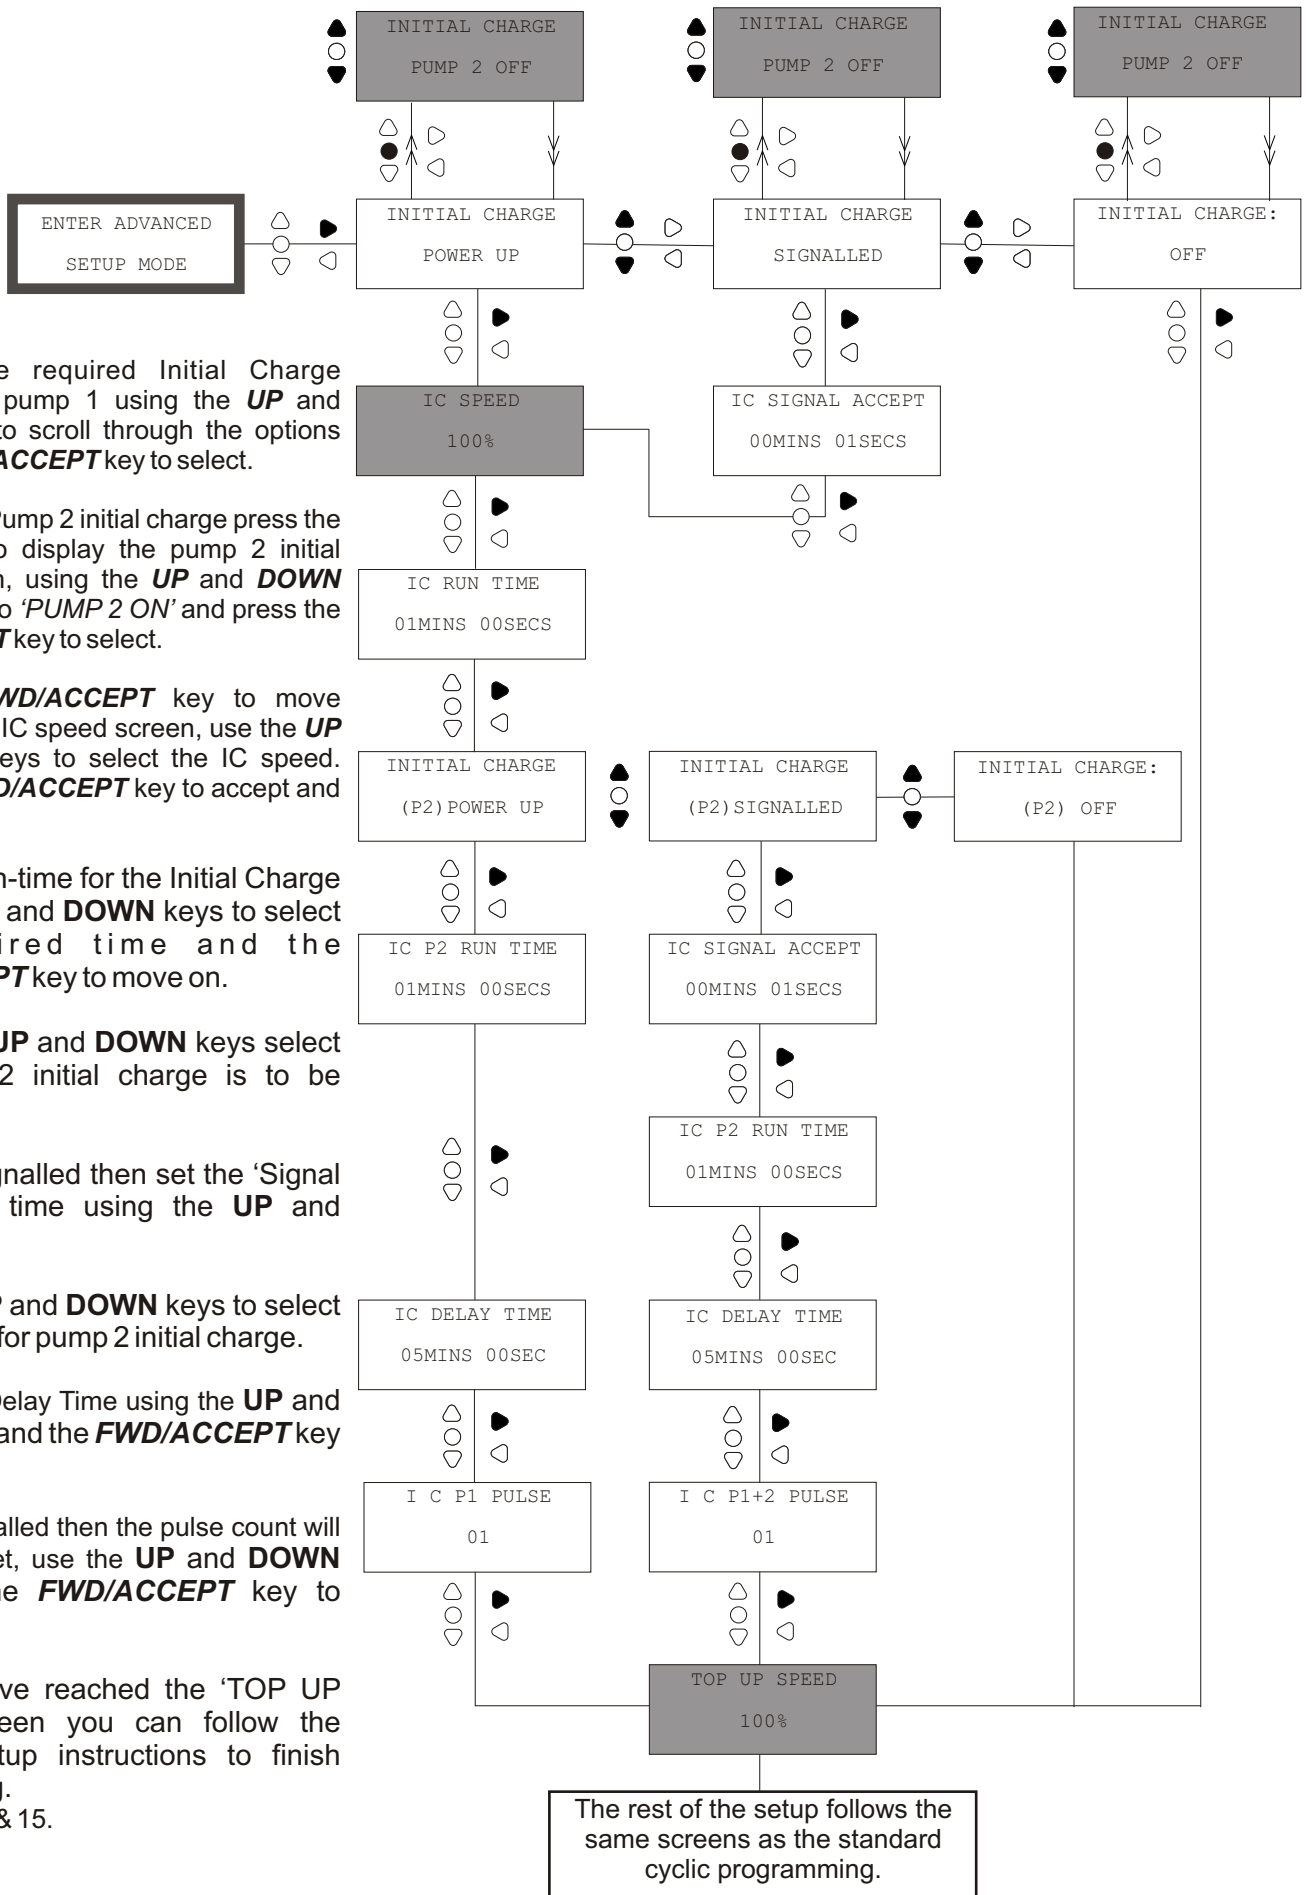 INITIAL CHARGE
PUMP 2 OFF
INITIAL CHARGE
PUMP 2 OFF
INITIAL CHARGE
PUMP 2 OFF
ENTER ADVANCED
SETUP MODE
INITIAL CHARGE
POWER UP
INITIAL CHARGE
SIGNALLED
INITIAL CHARGE:
OFF
e required Initial Charge
pump 1 using the UP and
to scroll through the options
ACCEPT key to select.
Pump 2 initial charge press the
o display the pump 2 initial
n, using the UP and DOWN
o 'PUMP 2 ON' and press the
T key to select.
WD/ACCEPT key to move
IC speed screen, use the UP
eys to select the IC speed.
D/ACCEPT key to accept and
n-time for the Initial Charge
and DOWN keys to select
ired time and the
PT key to move on.
UP and DOWN keys select
2 initial charge is to be
gnalled then set the 'Signal
time using the UP and
P and DOWN keys to select
for pump 2 initial charge.
Delay Time using the UP and
and the FWD/ACCEPT key
alled then the pulse count will
et, use the UP and DOWN
he FWD/ACCEPT key to
ve reached the 'TOP UP
een you can follow the
tup instructions to finish
g.
& 15.
IC SPEED
100%
IC SIGNAL ACCEPT
00MINS 01SECS
IC RUN TIME
01MINS 00SECS
INITIAL CHARGE
(P2)POWER UP
INITIAL CHARGE
(P2)SIGNALLED
INITIAL CHARGE:
(P2) OFF
IC P2 RUN TIME
01MINS 00SECS
IC SIGNAL ACCEPT
00MINS 01SECS
IC P2 RUN TIME
01MINS 00SECS
IC DELAY TIME
05MINS 00SEC
IC DELAY TIME
05MINS 00SEC
I C P1 PULSE
01
I C P1+2 PULSE
01
TOP UP SPEED
100%
The rest of the setup follows the
same screens as the standard
cyclic programming.